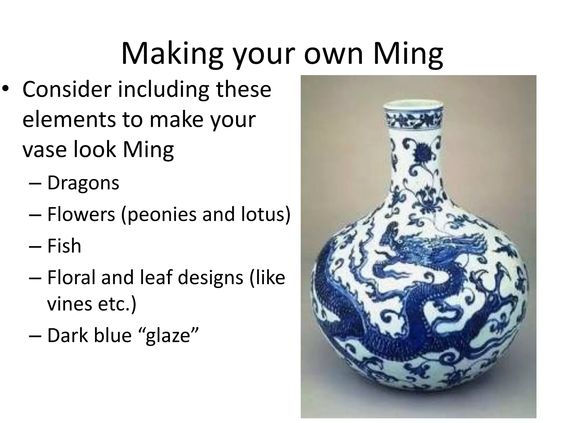 Making your own Ming
• Consider including these
elements to make your
vase look Ming
– Dragons
– Flowers (peonies and lotus)
– Fish
– Floral and leaf designs (like
vines etc.)
– Dark blue “glaze”